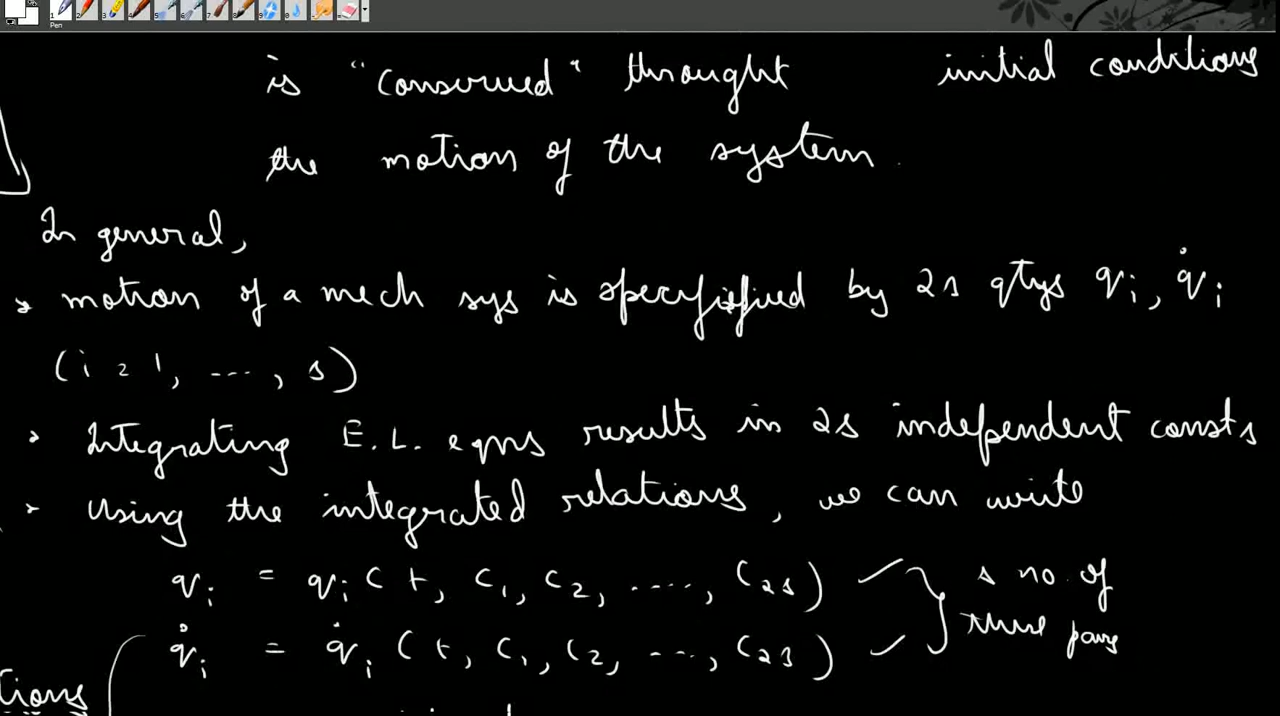 is "conserved" throught initial conditions
the motion of the system.
In general,
motion of a mech sys is specified by 2s qtys qᵢ, q̇ᵢ
(i = 1, ...., s)
Integrating E.L. eqns results in 2s independent consts
Using the integrated relations, we can write
qᵢ = qᵢ (t, C₁, C₂, ...., C₂ₛ) s no. of
q̇ᵢ = q̇ᵢ (t, C₁, C₂, ..., C₂ₛ) these pairs
tions